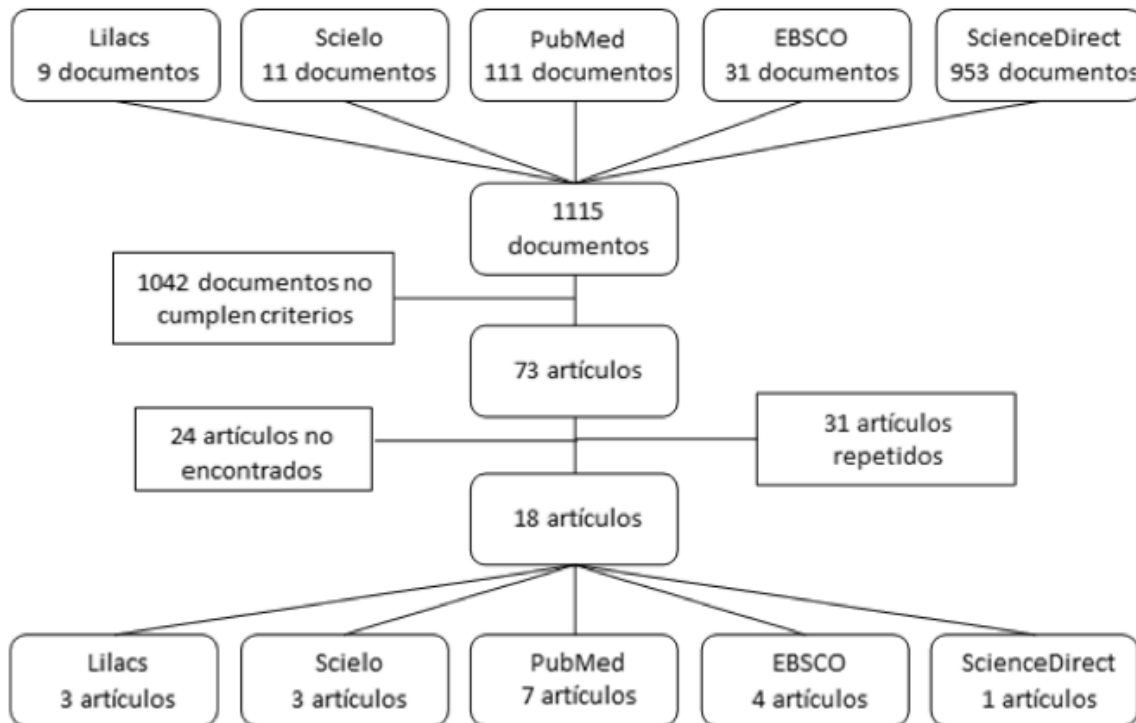 Lilacs
9 documentos
Scielo
11 documentos
PubMed
111 documentos
EBSCO
31 documentos
ScienceDirect
953 documentos
1115
documentos
1042 documentos no
cumplen criterios
73 artículos
24 artículos no
encontrados
31 artículos
repetidos
18 artículos
Lilacs
3 artículos
Scielo
3 artículos
PubMed
7 artículos
EBSCO
4 artículos
ScienceDirect
1 artículos